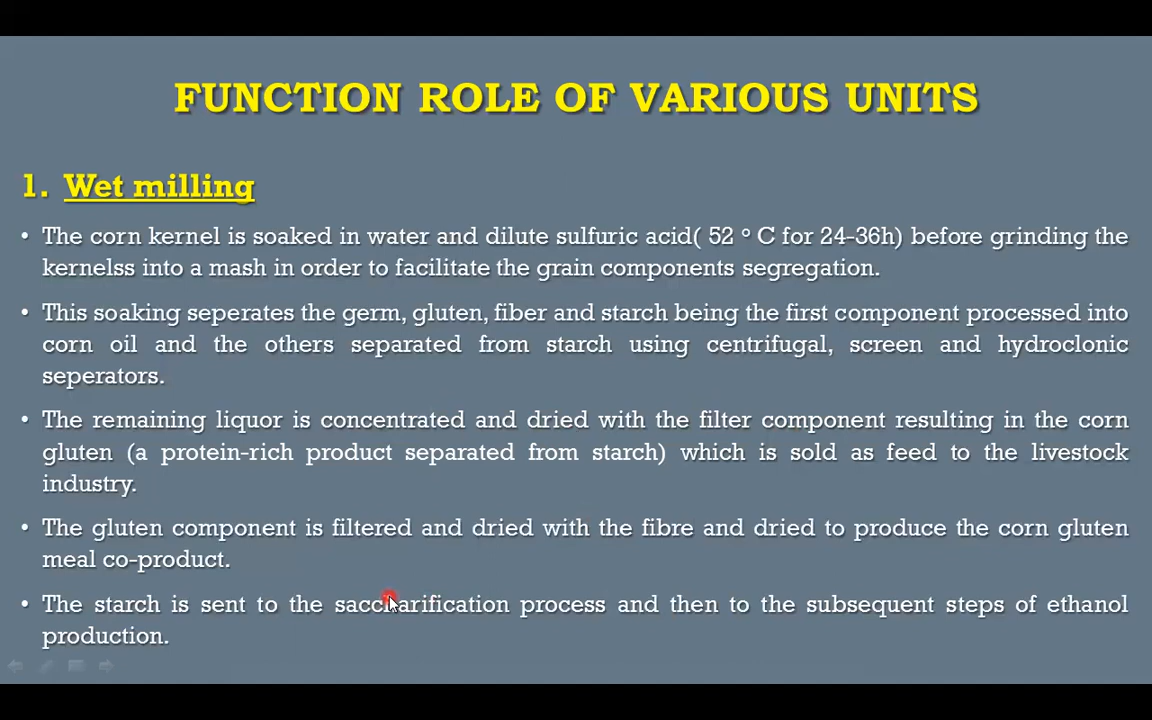 FUNCTION ROLE OF VARIOUS UNITS
1. Wet milling
• The corn kernel is soaked in water and dilute sulfuric acid( 52 ° C for 24-36h) before grinding the
kernelss into a mash in order to facilitate the grain components segregation.
• This soaking seperates the germ, gluten, fiber and starch being the first component processed into
corn oil and the others separated from starch using centrifugal, screen and hydroclonic
seperators.
• The remaining liquor is concentrated and dried with the filter component resulting in the corn
gluten (a protein-rich product separated from starch) which is sold as feed to the livestock
industry.
• The gluten component is filtered and dried with the fibre and dried to produce the corn gluten
meal co-product.
• The starch is sent to the saccharification process and then to the subsequent steps of ethanol
production.